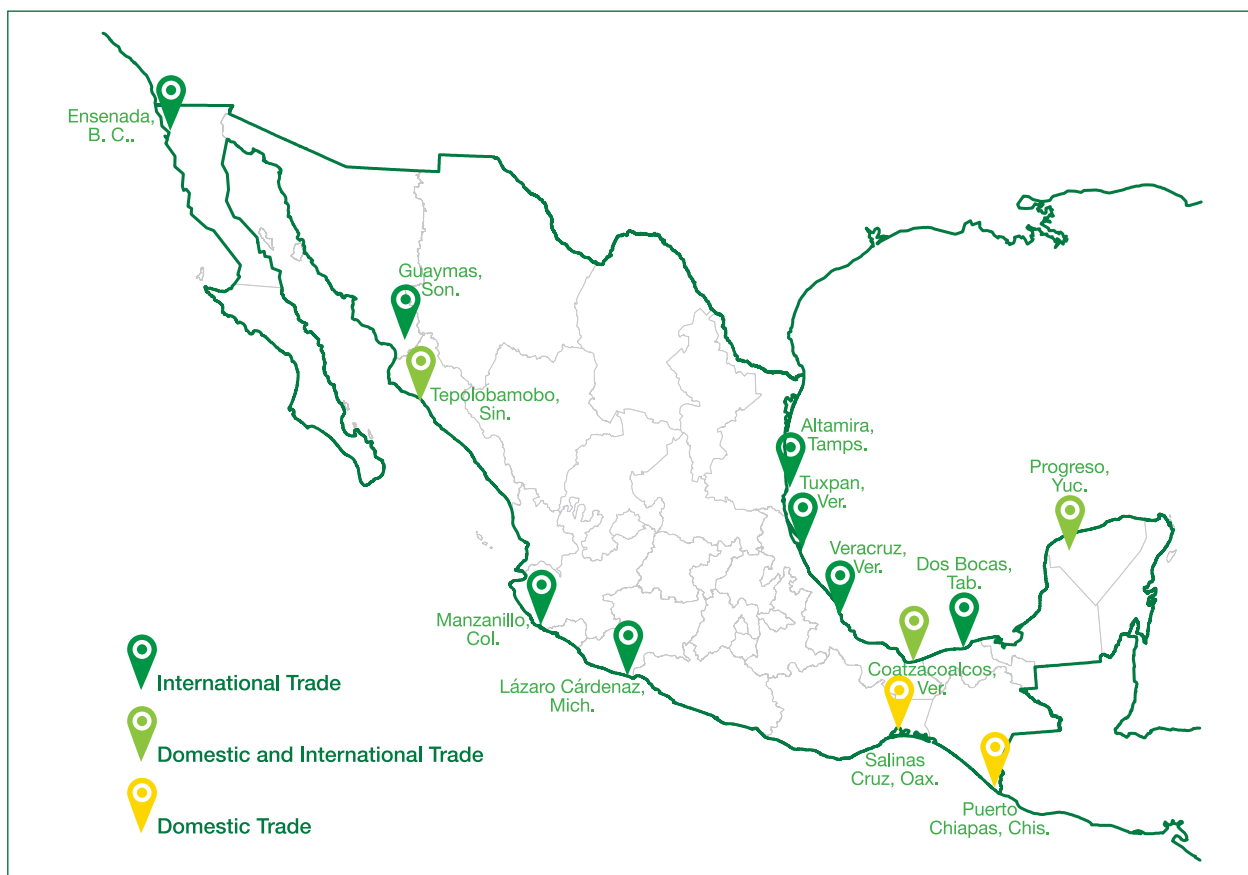 Ensenada,
B. C..
Guaymas,
Son.
Tepolobamobo,
Sin.
Altamira,
Tamps.
Tuxpan,
Ver.
Progreso,
Yuc.
Veracruz,
Ver.
Dos Bocas,
Tab.
Manzanillo,
Col.
Lázaro Cárdenaz,
Mich.
Coatzacoalcos,
Ver.
Salinas
Cruz, Oax.
Puerto
Chiapas, Chis.
International Trade
Domestic and International Trade
Domestic Trade